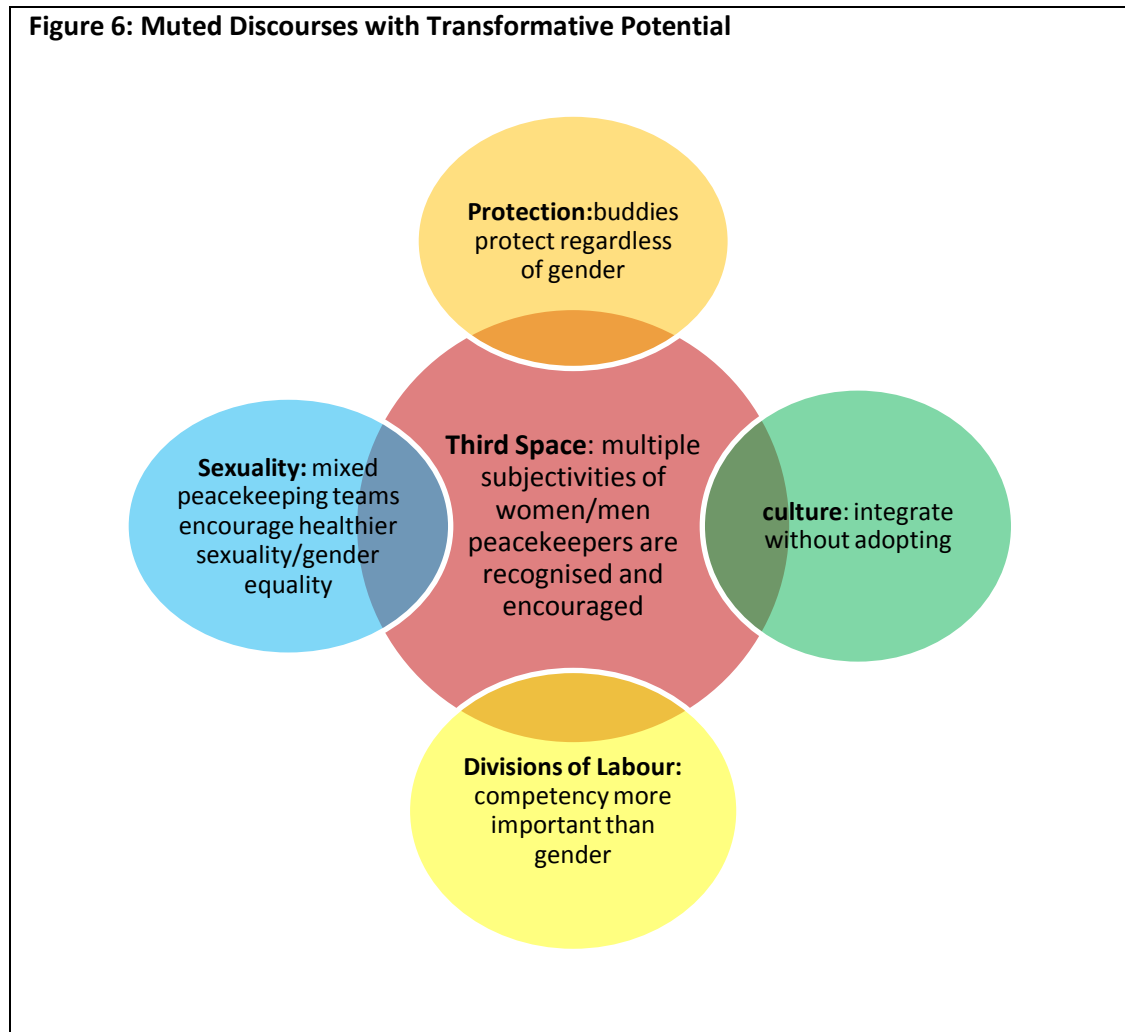 Figure 6: Muted Discourses with Transformative Potential
Protection:buddies
protect regardless
of gender
Sexuality: mixed
peacekeeping teams
encourage healthier
sexuality/gender
equality
Third Space: multiple
subjectivities of
women/men
peacekeepers are
recognised and
encouraged
culture: integrate
without adopting
Divisions of Labour:
competency more
important than
gender